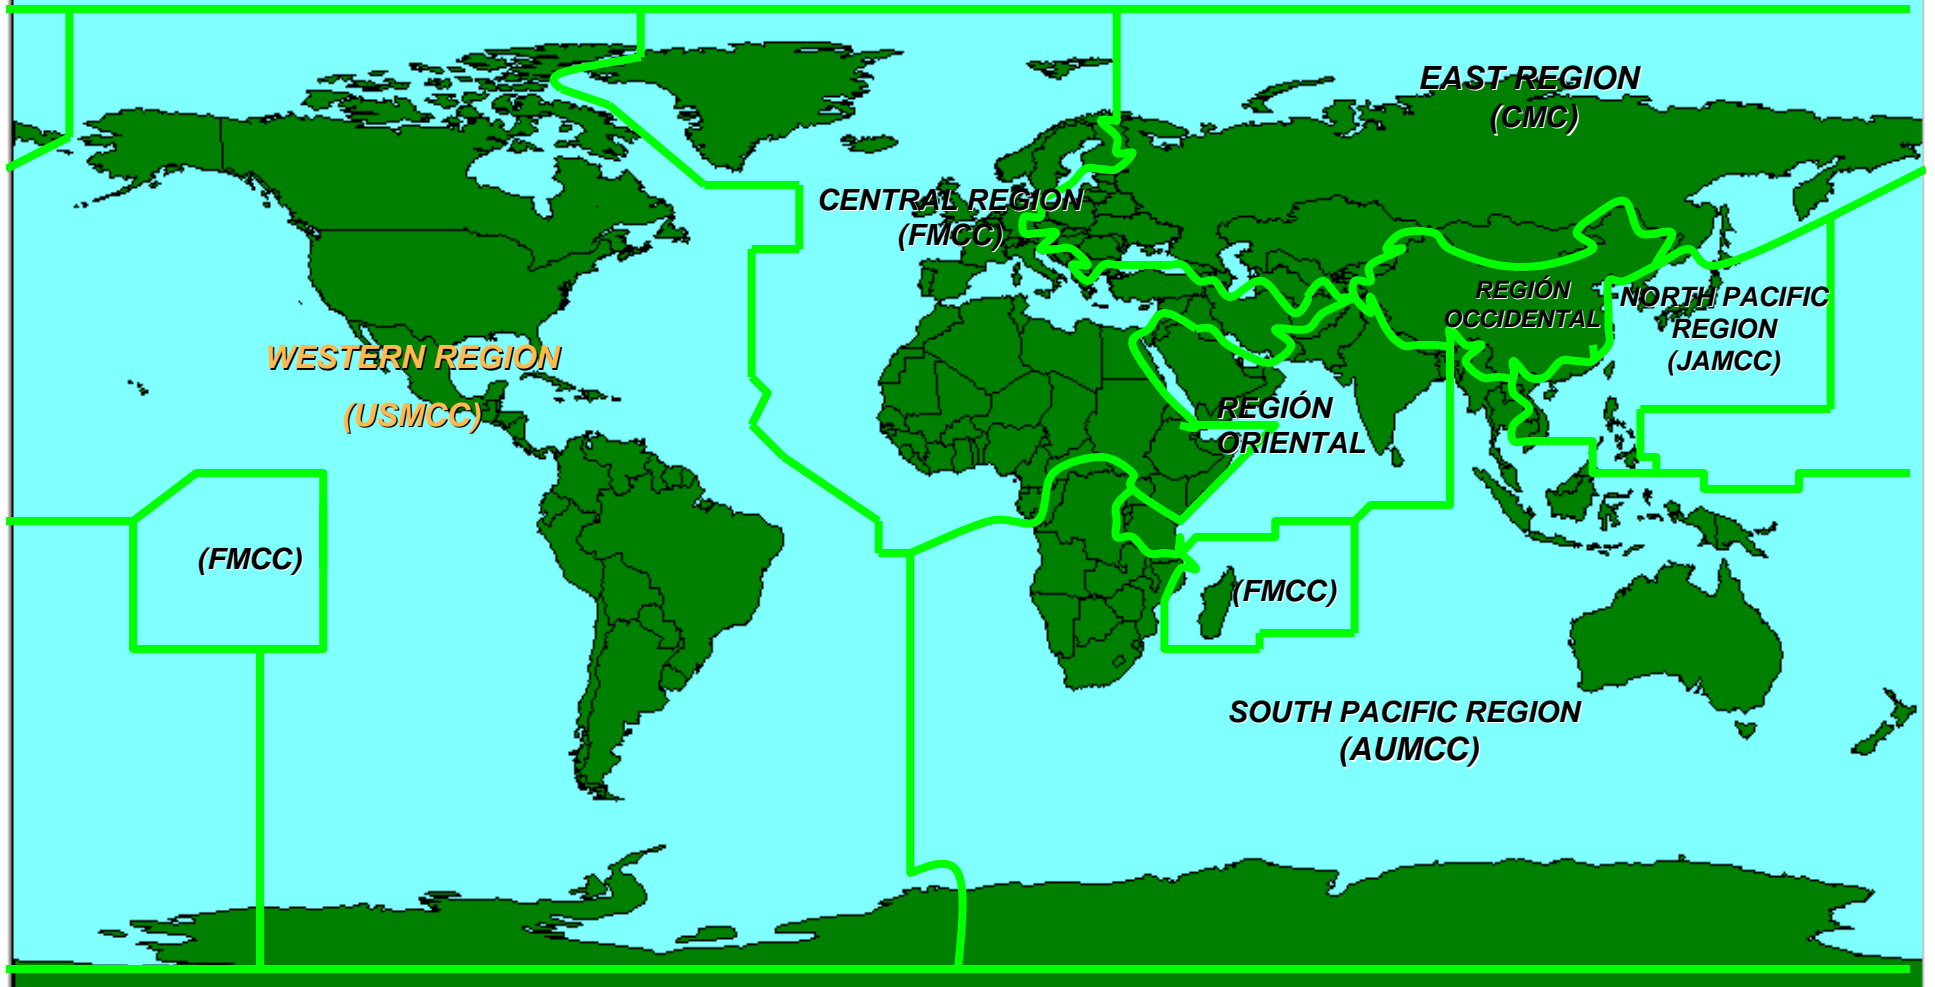 EAST REGION
(CMC)
CENTRAL REGION
(FMCC)
REGIÓN
OCCIDENTAL
NORTH PACIFIC
REGION
(JAMCC)
WESTERN REGION
(USMCC)
REGIÓN
ORIENTAL
(FMCC)
(FMCC)
SOUTH PACIFIC REGION
(AUMCC)